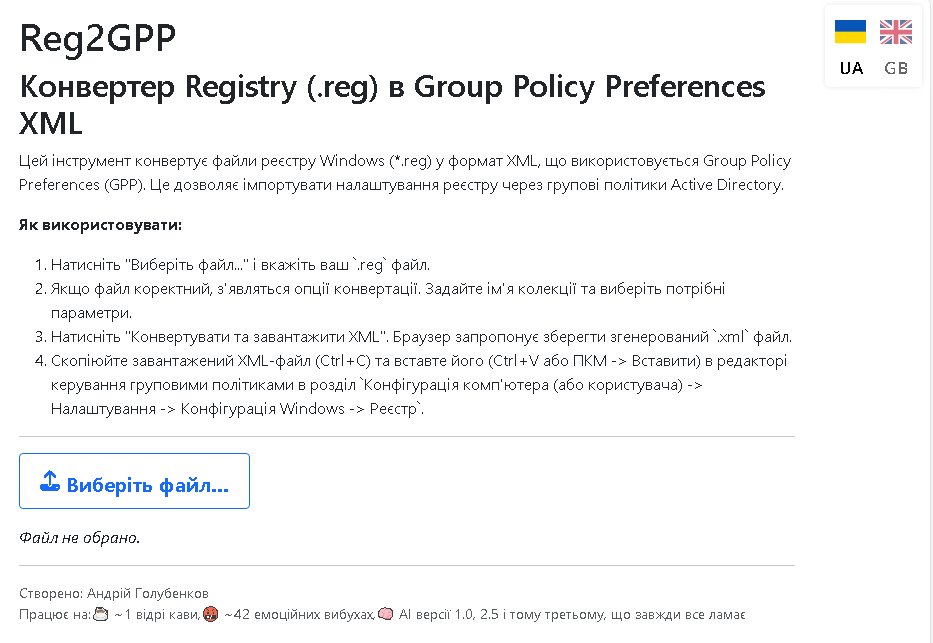 Reg2GPP
UA GB
Конвертер Registry (.reg) в Group Policy Preferences
XML
Цей інструмент конвертує файли реєстру Windows (*.reg) у формат XML, що використовується Group Policy
Preferences (GPP). Це дозволяє імпортувати налаштування реєстру через групові політики Active Directory.
Як використовувати:
1. Натисніть "Виберіть файл..." і вкажіть ваш `.reg` файл.
2. Якщо файл коректний, з'являться опції конвертації. Задайте ім'я колекції та виберіть потрібні
параметри.
3. Натисніть "Конвертувати та завантажити XML". Браузер запропонує зберегти згенерований `.xml` файл.
4. Скопіюйте завантажений XML-файл (Ctrl+C) та вставте його (Ctrl+V або ПКМ -> Вставити) в редакторі
керування груповими політиками в розділ `Конфігурація комп'ютера (або користувача) ->
Налаштування -> Конфігурація Windows -> Реєстр`.
Виберіть файл...
Файл не обрано.
Створено: Андрій Голубенков
Працює на: ~1 відрі кави, ~42 емоційних вибухах, AI версії 1.0, 2.5 і тому третьому, що завжди все ламає